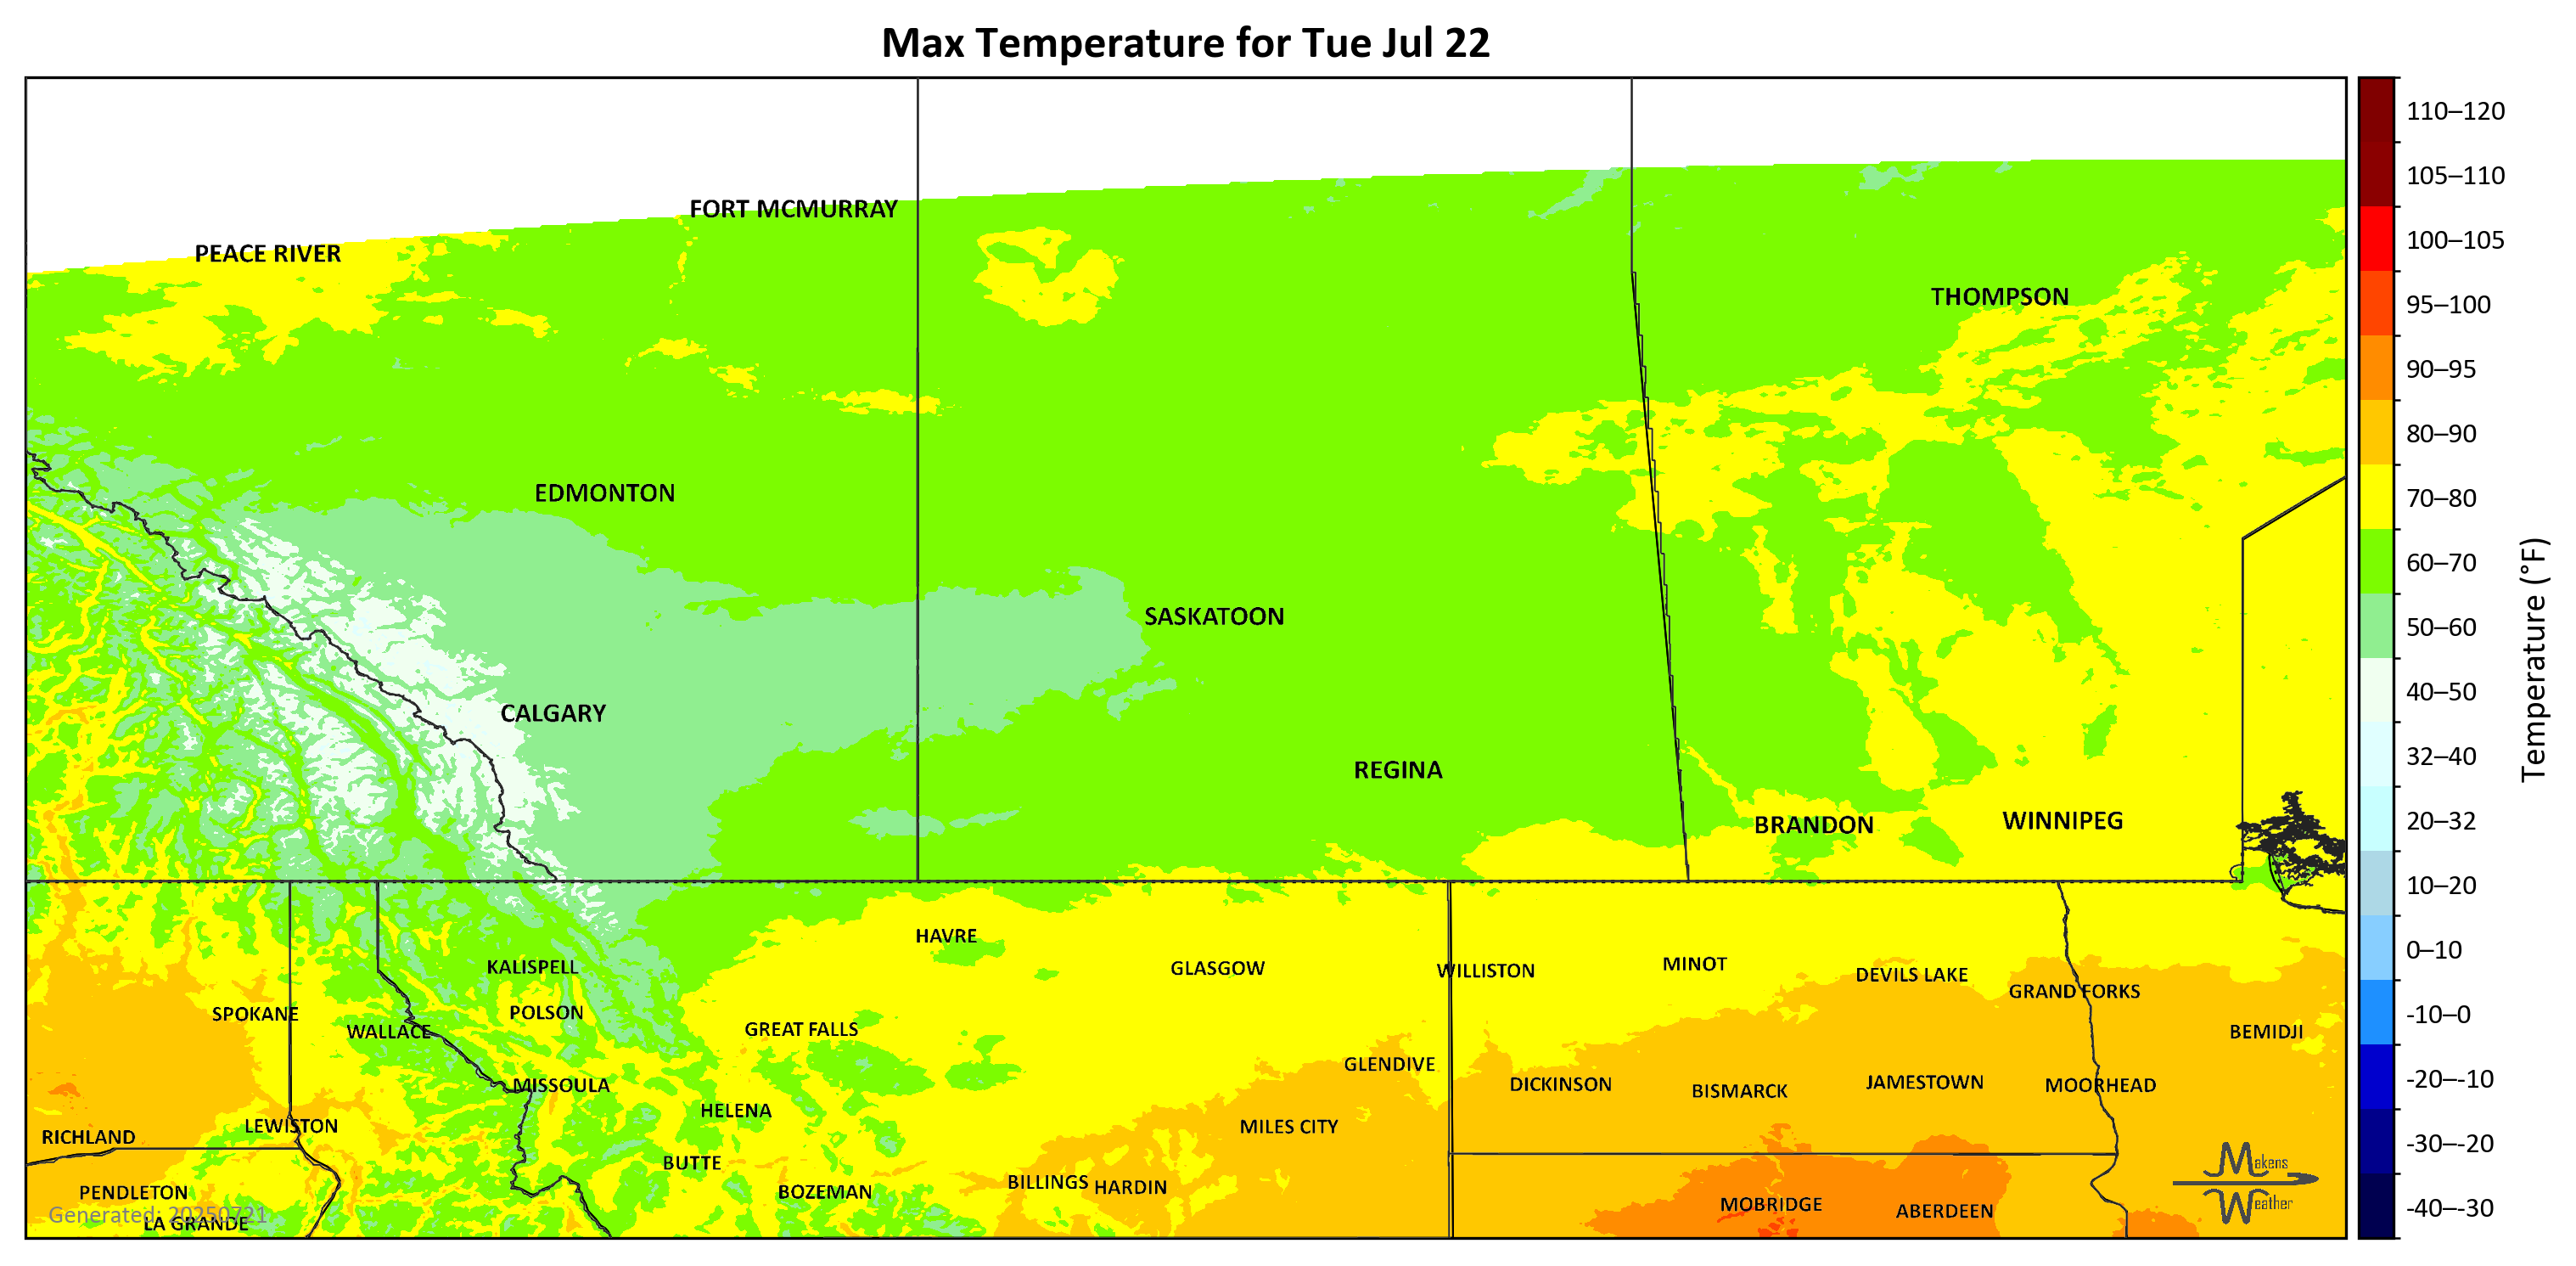 Max Temperature for Tue Jul 22
FORT MCMURRAY
PEACE RIVER
THOMPSON
EDMONTON
SASKATOON
CALGARY
REGINA
BRANDON
WINNIPEG
HAVRE
KALISPELL
GLASGOW
WILLISTON
MINOT
DEVILS LAKE
GRAND FORKS
SPOKANE
POLSON
WALLACE
GREAT FALLS
BEMIDJI
GLENDIVE
MISSOULA
DICKINSON
BISMARCK
JAMESTOWN
MOORHEAD
HELENA
LEWISTON
MILES CITY
RICHLAND
BUTTE
PENDLETON
BOZEMAN
BILLINGS
HARDIN
MOBRIDGE
ABERDEEN
Generated: 20250721
LA GRANDE
Makens
Weather
110–120
105–110
100–105
95–100
90–95
80–90
70–80
60–70
50–60
40–50
32–40
20–32
10–20
0–10
-10–0
-20–-10
-30–-20
-40–-30
Temperature (°F)